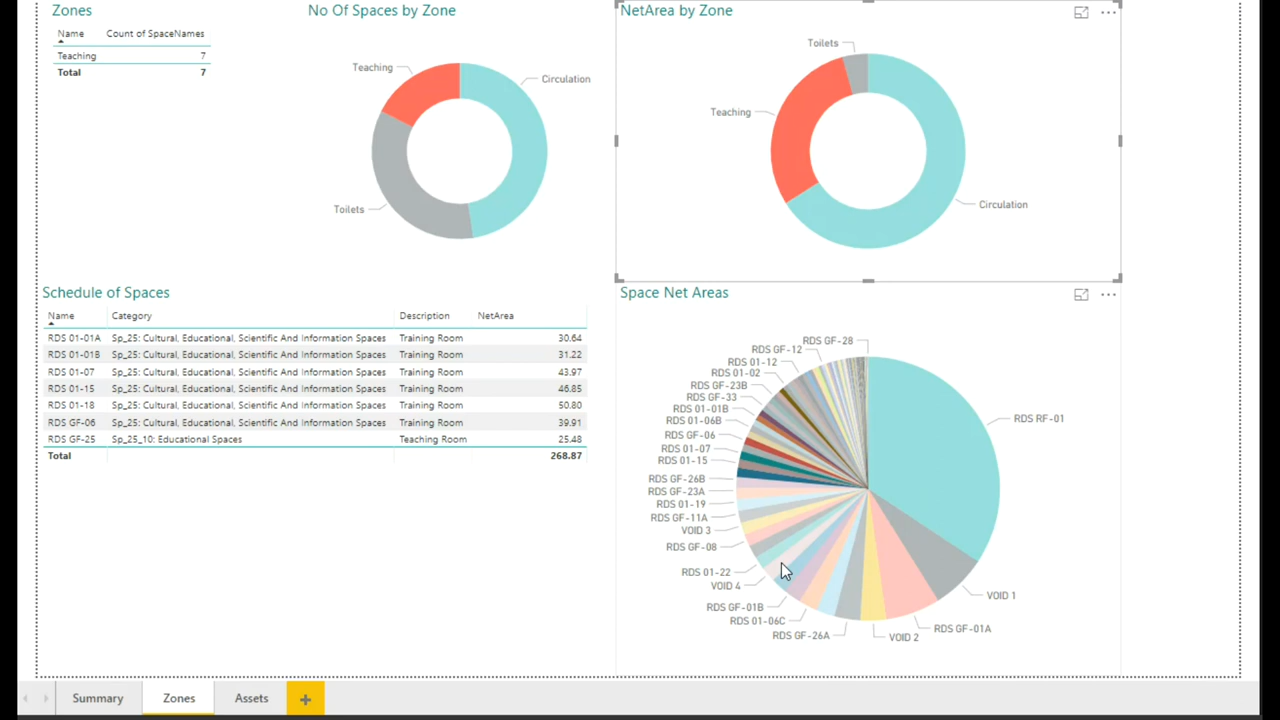 Zones
Name Count of SpaceNames
Teaching 7
Total 7
No Of Spaces by Zone
Teaching
Circulation
Toilets
NetArea by Zone
Toilets
Teaching
Circulation
Schedule of Spaces
Name Category Description NetArea
RDS 01-01A Sp_25: Cultural, Educational, Scientific And Information Spaces Training Room 30.64
RDS 01-01B Sp_25: Cultural, Educational, Scientific And Information Spaces Training Room 31.22
RDS 01-07 Sp_25: Cultural, Educational, Scientific And Information Spaces Training Room 43.97
RDS 01-15 Sp_25: Cultural, Educational, Scientific And Information Spaces Training Room 46.85
RDS 01-18 Sp_25: Cultural, Educational, Scientific And Information Spaces Training Room 50.80
RDS GF-06 Sp_25: Cultural, Educational, Scientific And Information Spaces Training Room 39.91
RDS GF-25 Sp_25_10: Educational Spaces Teaching Room 25.48
Total 268.87
Space Net Areas
RDS GF-28
RDS GF-12
RDS 01-12
RDS 01-02
RDS GF-23B
RDS GF-33
RDS 01-01B
RDS 01-06B
RDS GF-06
RDS 01-07
RDS 01-15
RDS GF-26B
RDS GF-23A
RDS 01-19
RDS GF-11A
VOID 3
RDS GF-08
RDS 01-22
VOID 4
RDS GF-01B
RDS 01-06C
RDS GF-26A
VOID 2
RDS GF-01A
VOID 1
RDS RF-01
Summary Zones Assets +